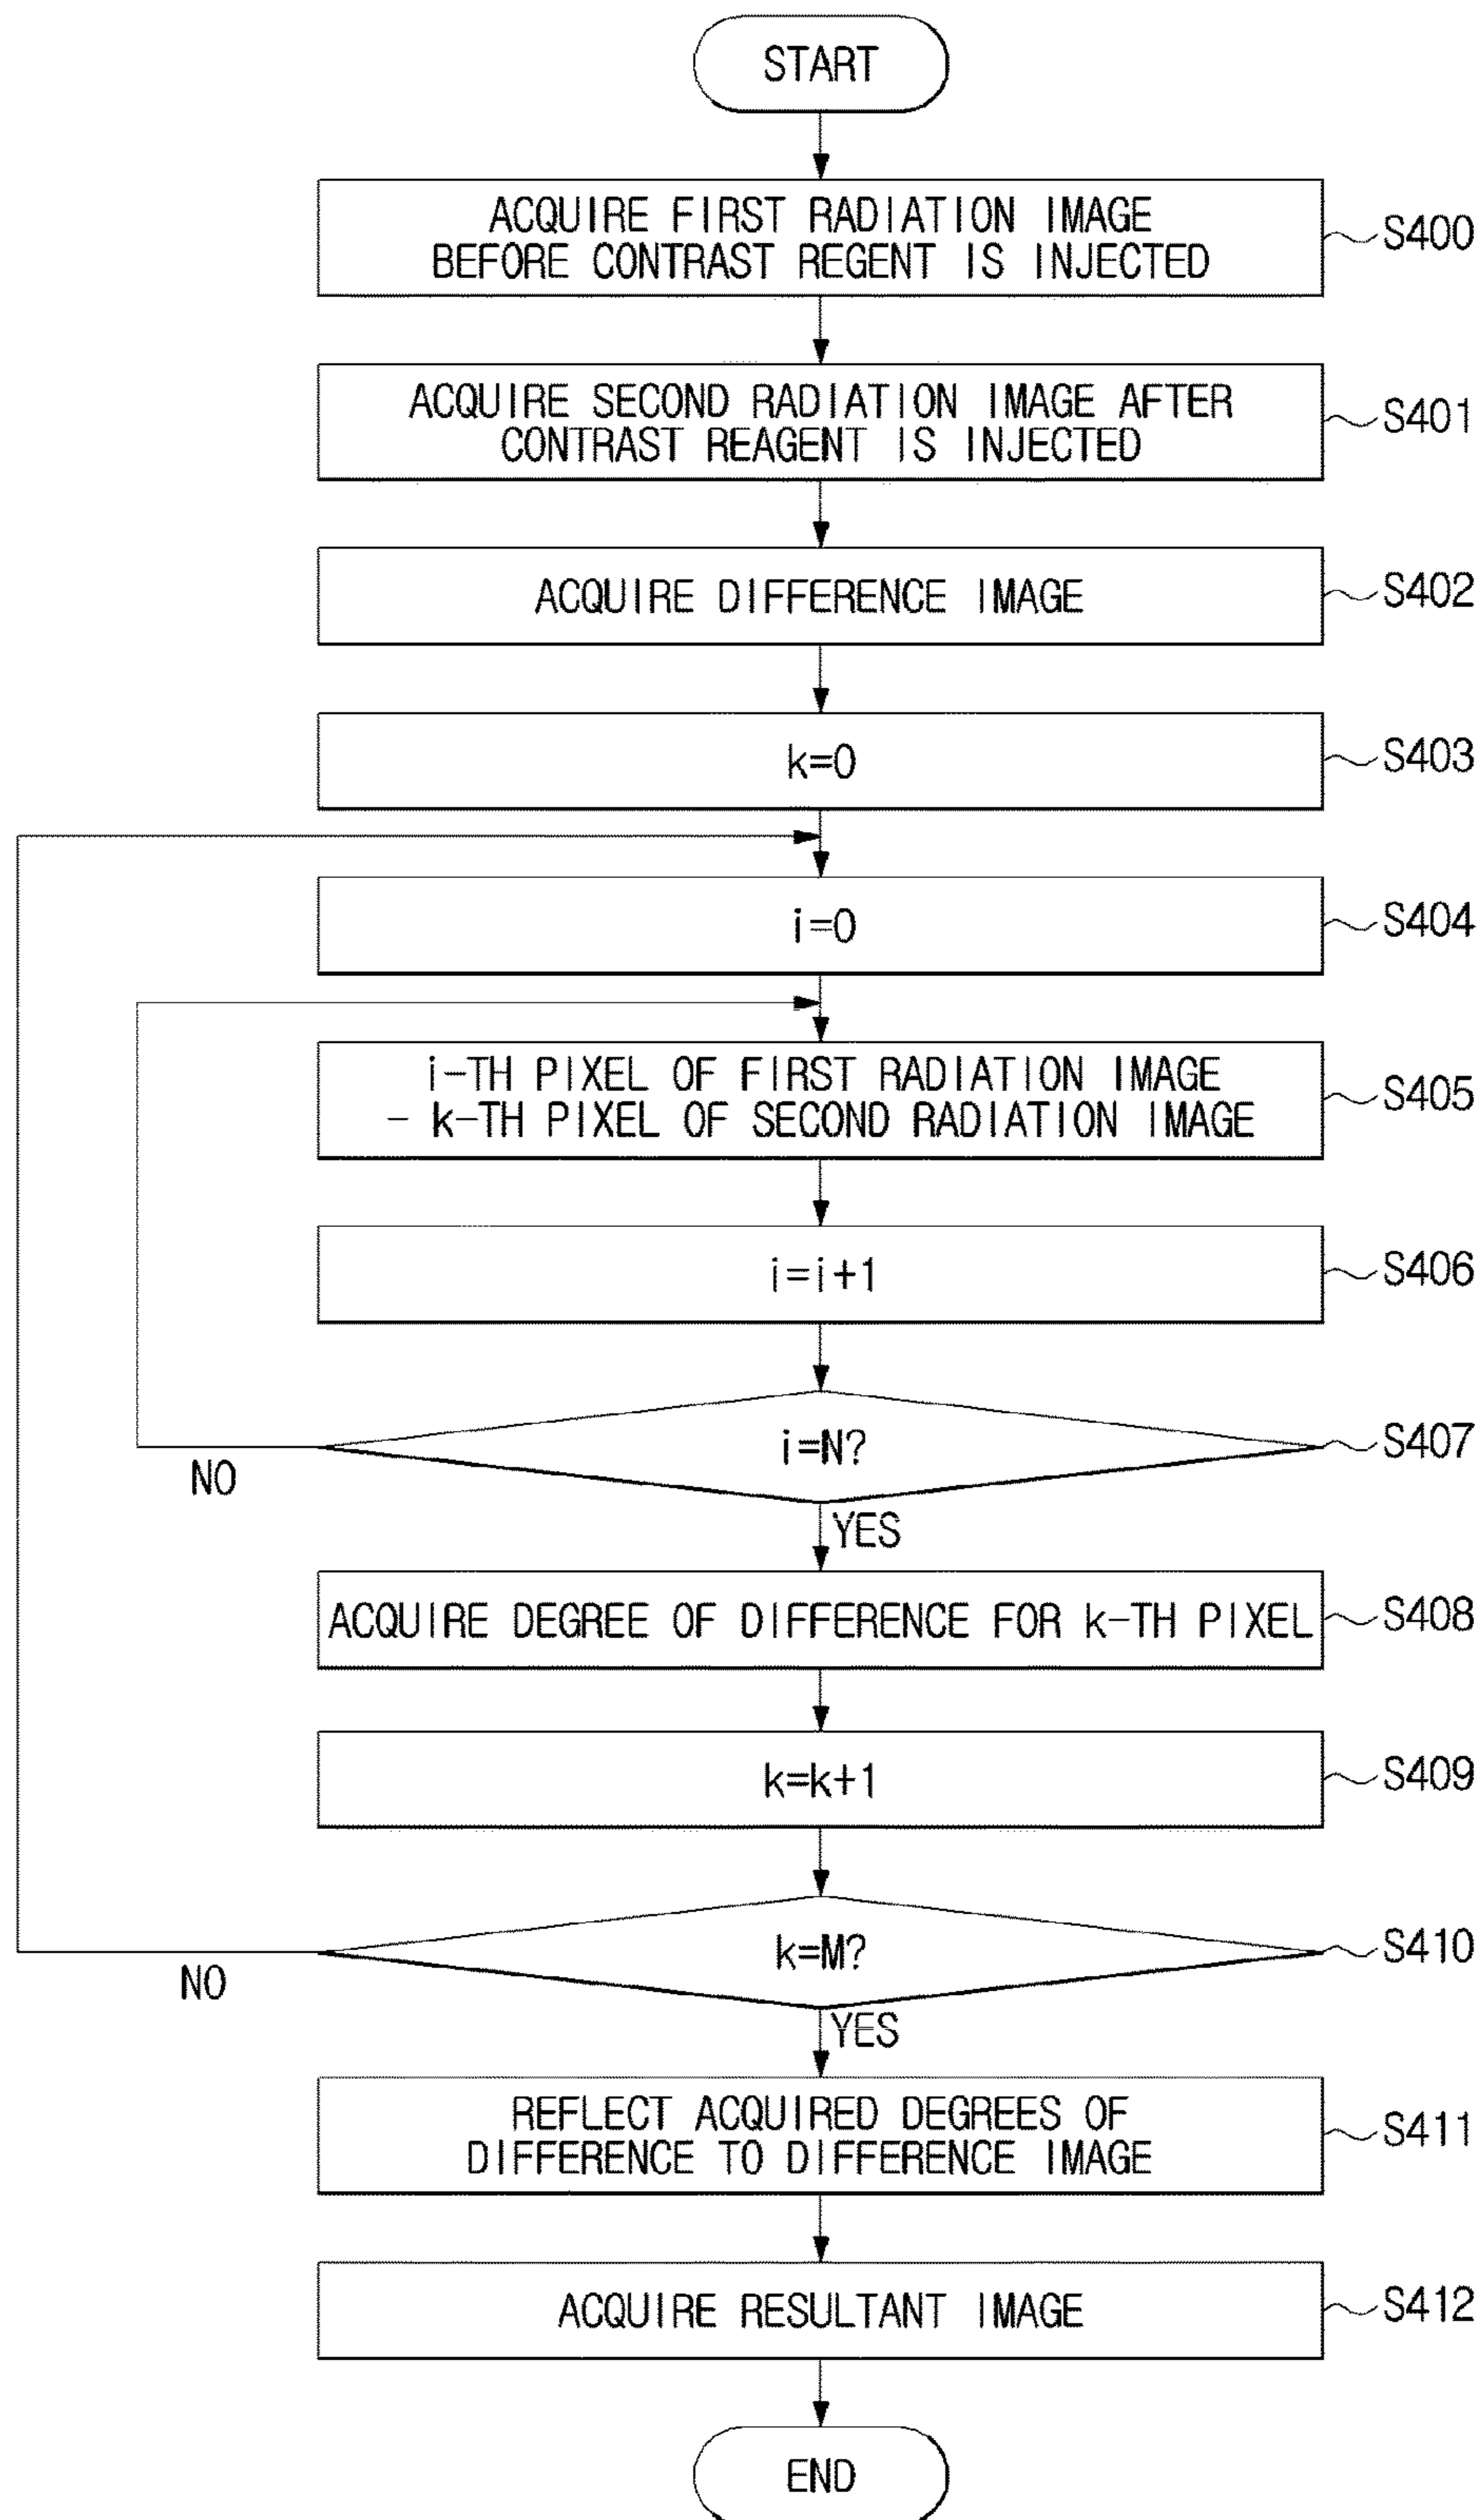 START
ACQUIRE FIRST RADIATION IMAGE
BEFORE CONTRAST REGENT IS INJECTED
S400
ACQUIRE SECOND RADIATION IMAGE AFTER
CONTRAST REAGENT IS INJECTED
S401
ACQUIRE DIFFERENCE IMAGE
S402
k=0
S403
i=0
S404
i-TH PIXEL OF FIRST RADIATION IMAGE
- k-TH PIXEL OF SECOND RADIATION IMAGE
S405
i=i+1
S406
i=N?
S407
NO
YES
ACQUIRE DEGREE OF DIFFERENCE FOR k-TH PIXEL
S408
k=k+1
S409
k=M?
S410
NO
YES
REFLECT ACQUIRED DEGREES OF
DIFFERENCE TO DIFFERENCE IMAGE
S411
ACQUIRE RESULTANT IMAGE
S412
END